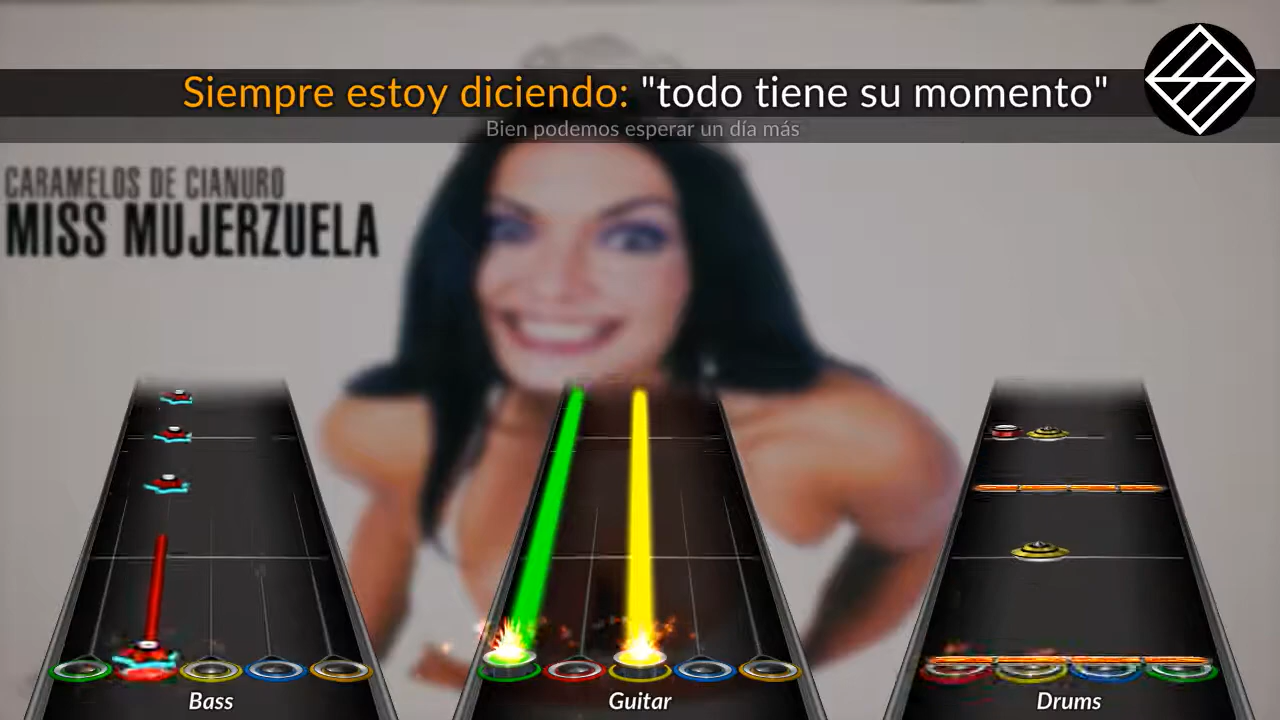 Siempre estoy diciendo: "todo tiene su momento"
Bien podemos esperar un día más
CARAMELOS DE CIANURO
MISS MUJERZUELA
Bass
Guitar
Drums